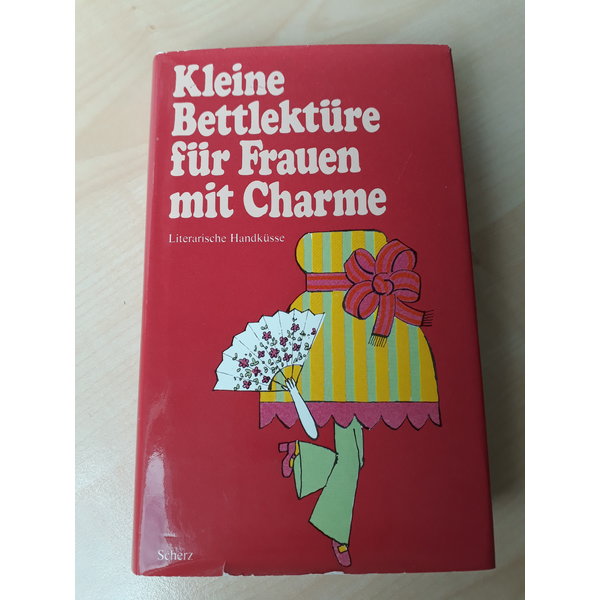 Kleine
Bettlektüre
für Frauen
mit Charme
Literarische Handküsse
Scherz